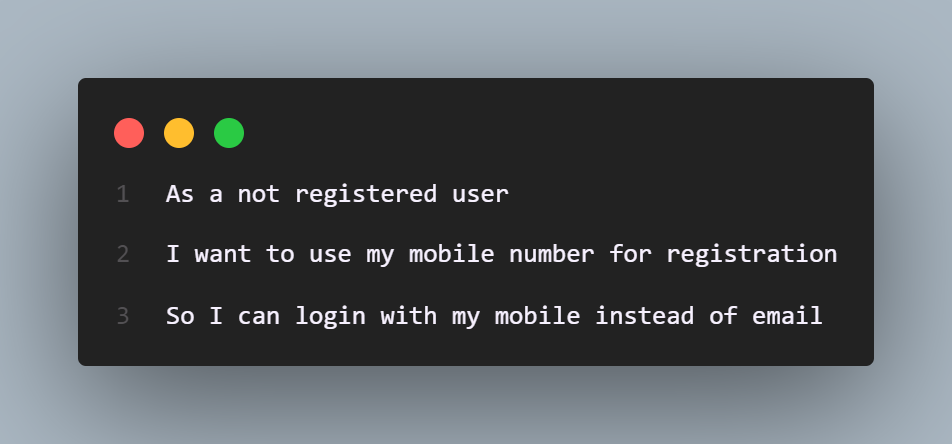 1 As a not registered user
2 I want to use my mobile number for registration
3 So I can login with my mobile instead of email